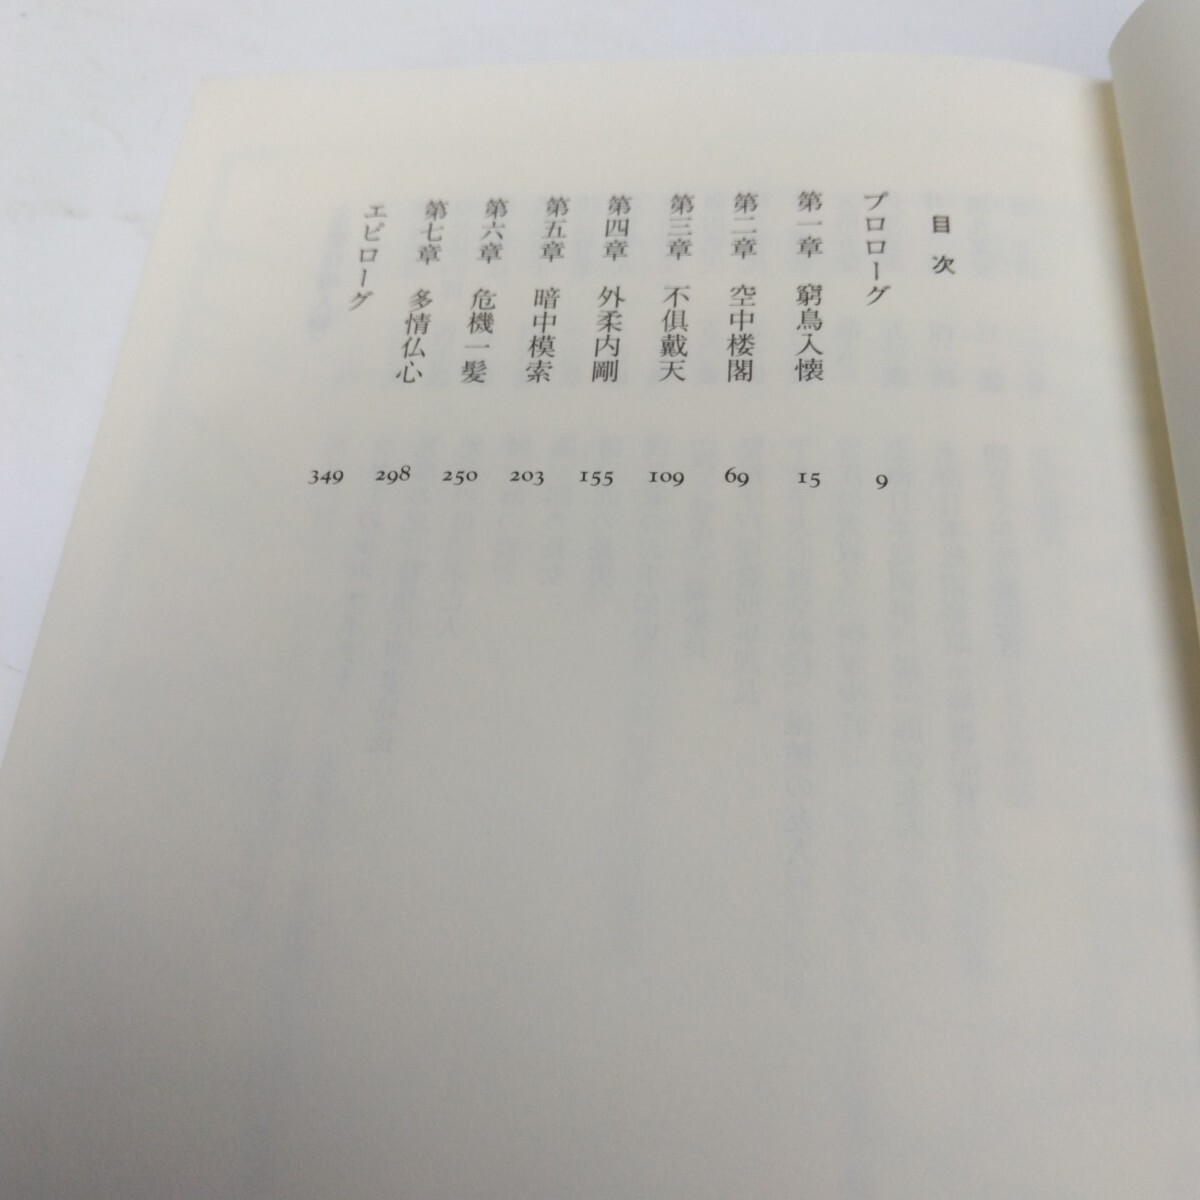 目次
プロローグ 9
第一章 窮鳥入懐 15
第二章 空中楼閣 69
第三章 不倶戴天 109
第四章 外柔内剛 155
第五章 暗中模索 203
第六章 危機一髪 250
第七章 多情仏心 298
エピローグ 349